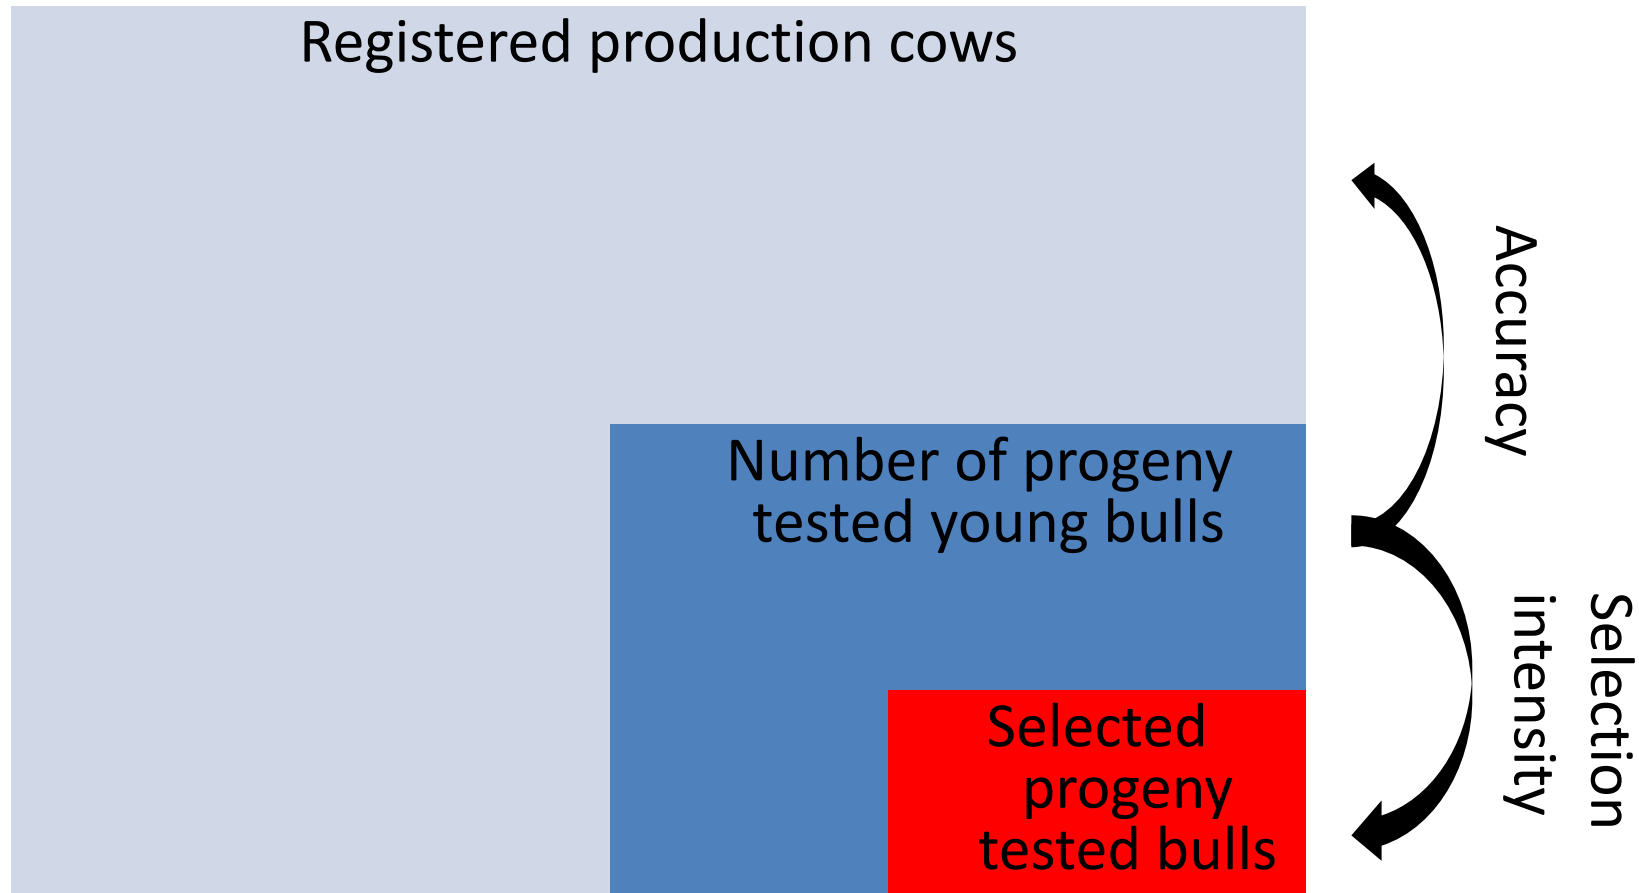 Registered production cows
Accuracy
Number of progeny
tested young bulls
Selection
intensity
Selected
progeny
tested bulls